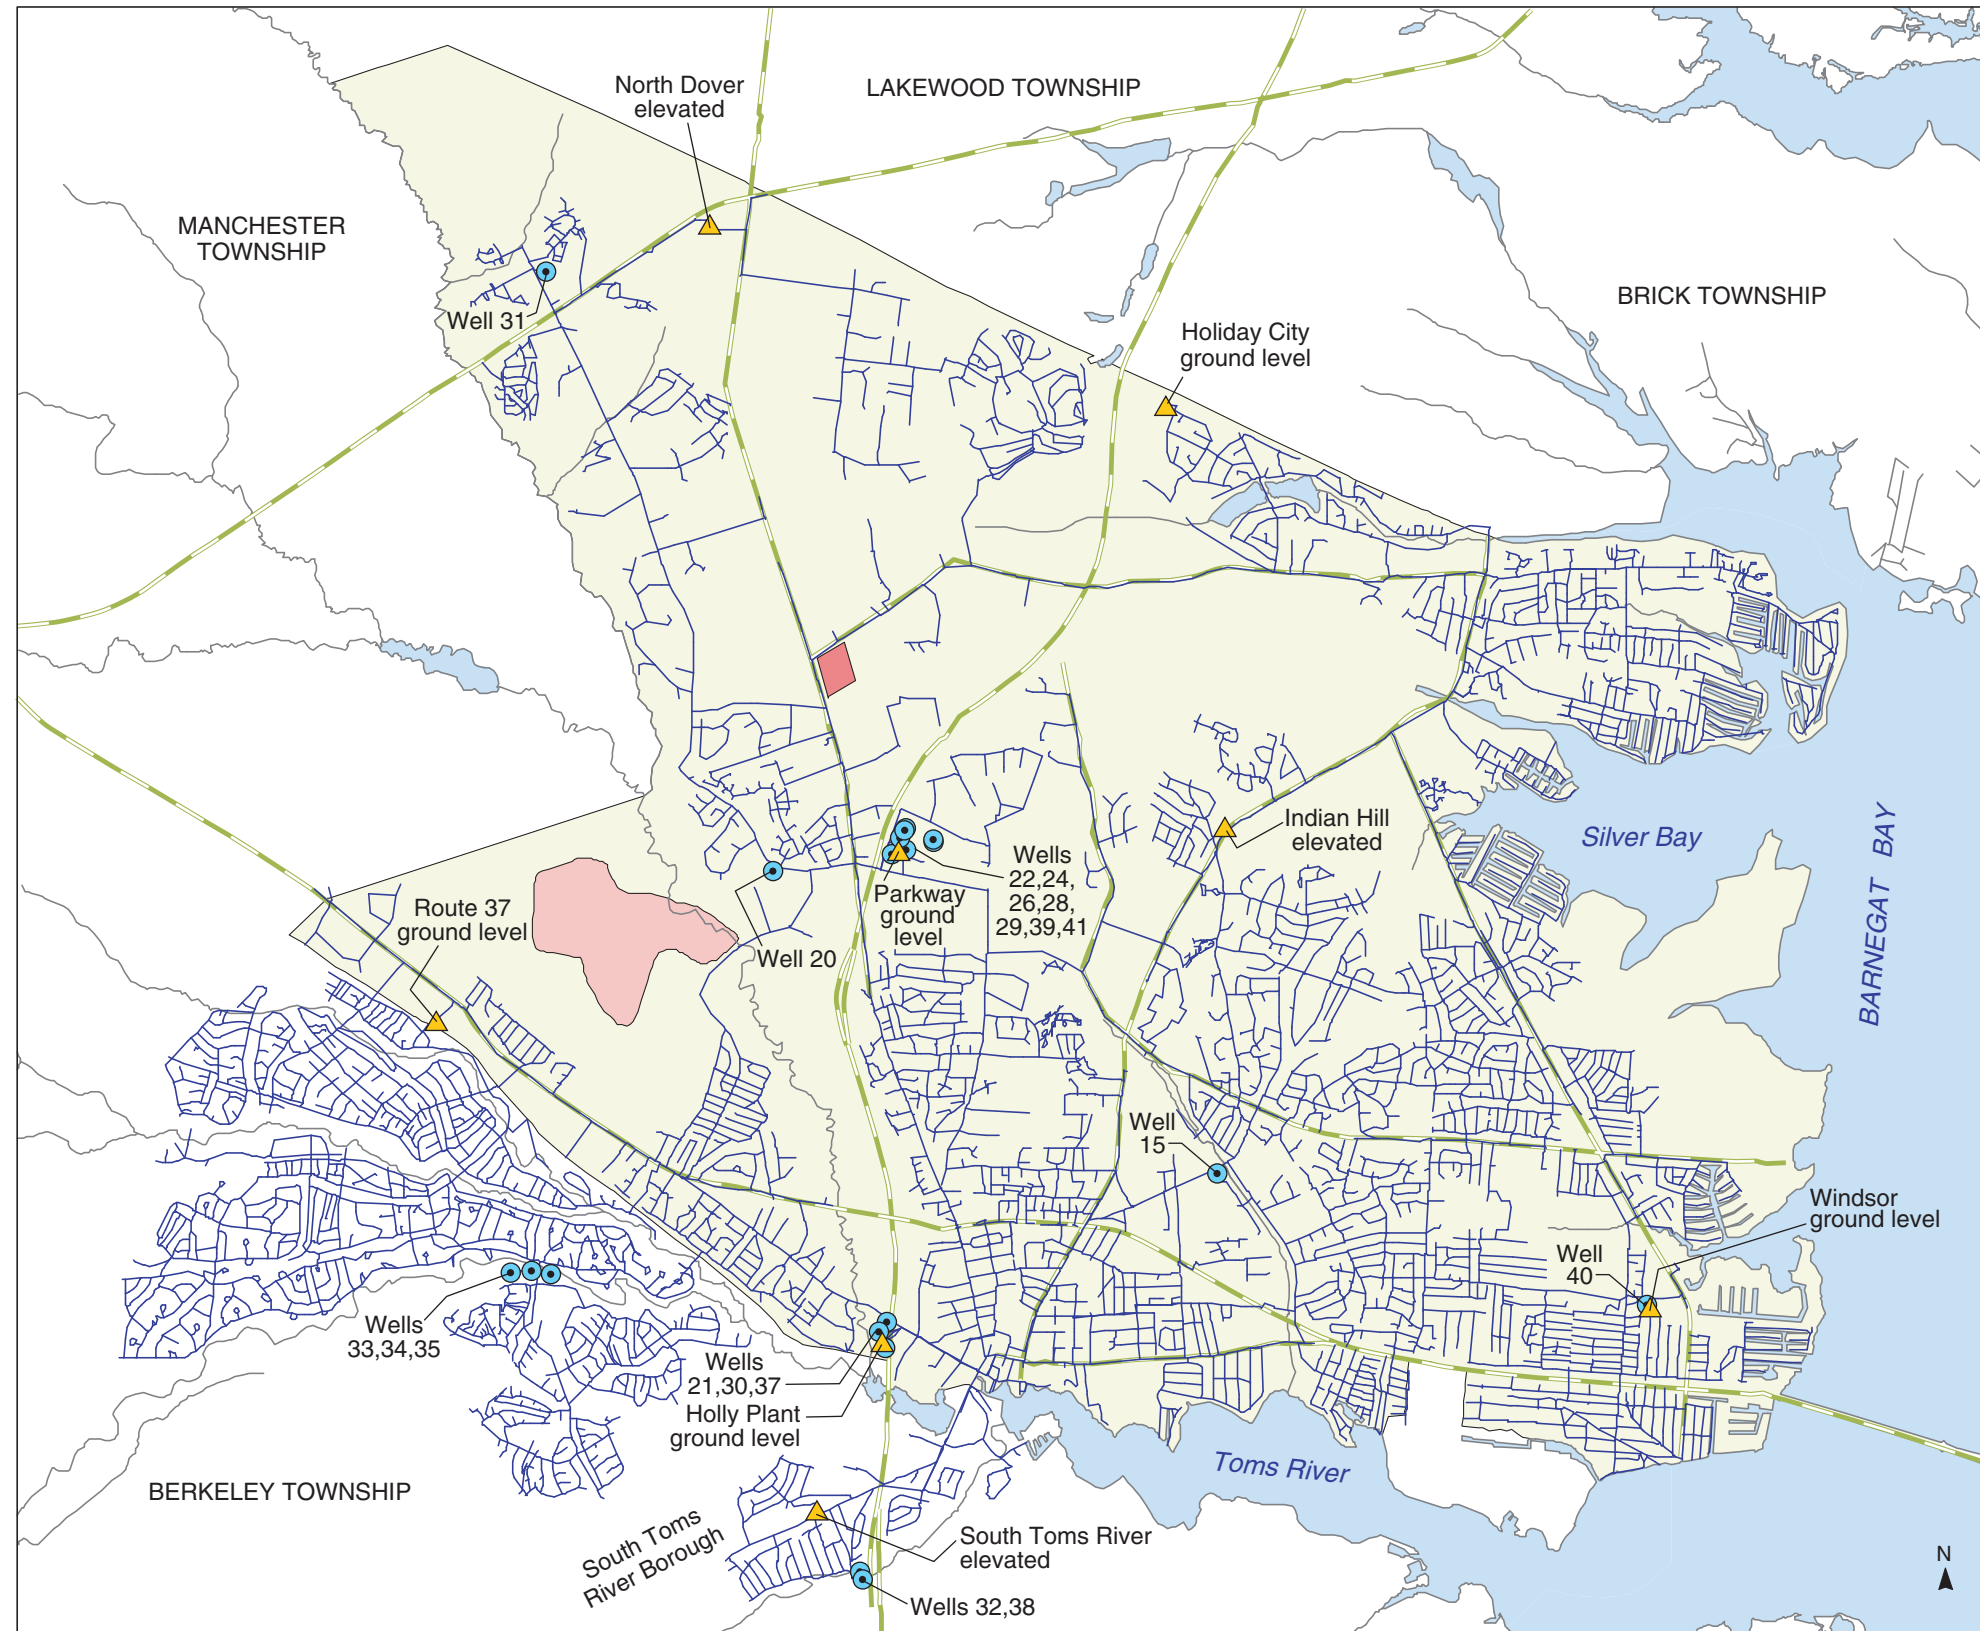 North Dover
elevated
LAKEWOOD TOWNSHIP
MANCHESTER
TOWNSHIP
BRICK TOWNSHIP
Well 31
Holiday City
ground level
Indian Hill
elevated
Silver Bay
BARNEGAT BAY
Wells
22,24,
26,28,
29,39,41
Parkway
ground
level
Route 37
ground level
Well 20
Well
15
Windsor
ground level
Well
40
Wells
33,34,35
Wells
21,30,37
Holly Plant
ground level
Toms River
BERKELEY TOWNSHIP
South Toms
River Borough
South Toms River
elevated
Wells 32,38
N